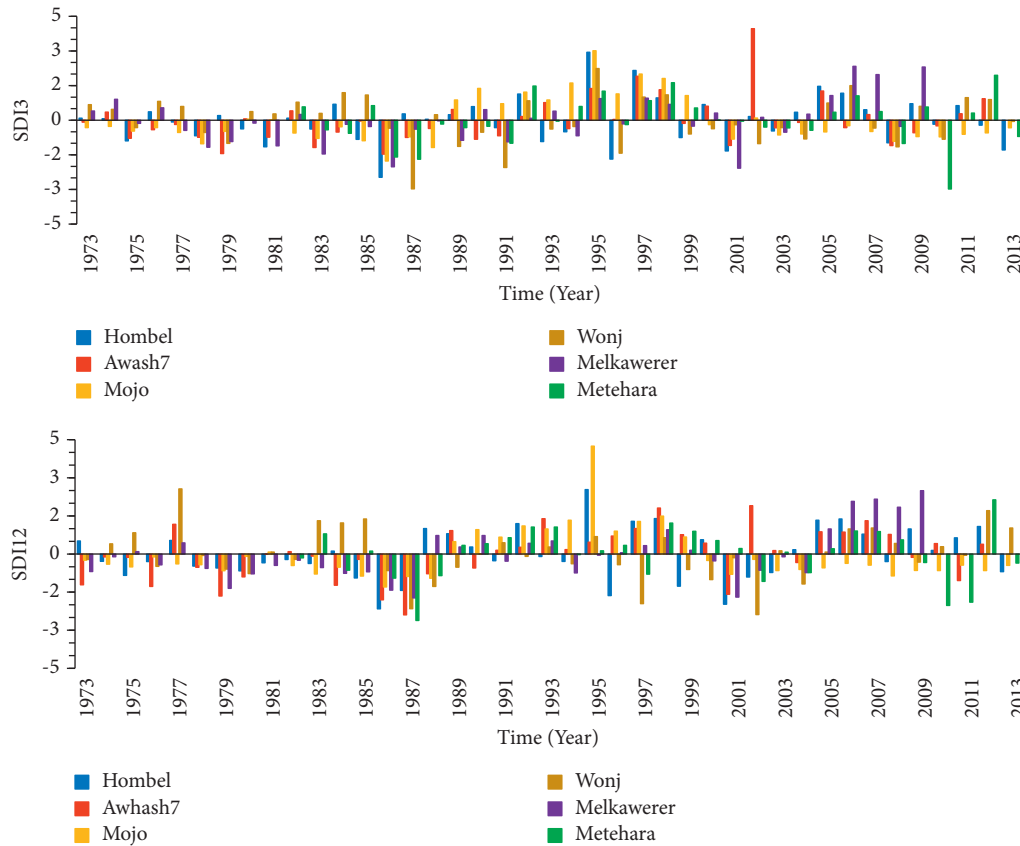 SDI3
5
3
2
0
-2
-3
-5
1973 1975 1977 1979 1981 1983 1985 1987 1989 1991 1993 1995 1997 1999 2001 2003 2005 2007 2009 2011 2013
Time (Year)
Hombel Wonj
Awash7 Melkawerer
Mojo Metehara
SDI12
5
3
2
0
-2
-3
-5
1973 1975 1977 1979 1981 1983 1985 1987 1989 1991 1993 1995 1997 1999 2001 2003 2005 2007 2009 2011 2013
Time (Year)
Hombel Wonj
Awhash7 Melkawerer
Mojo Metehara